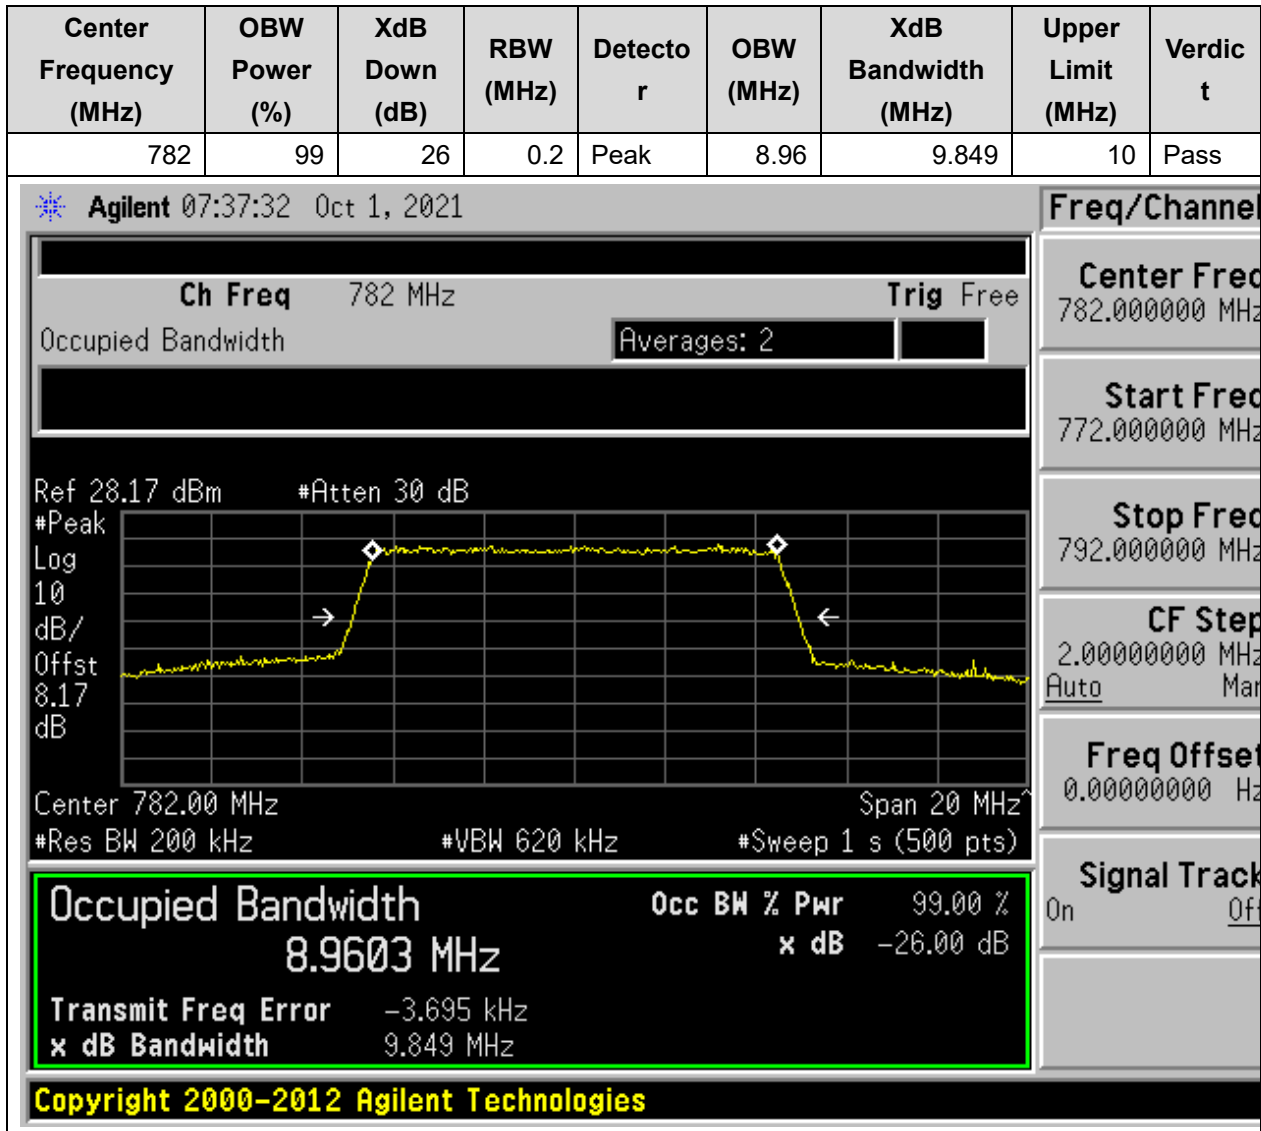 Center Frequency (MHz) OBW Power (%) XdB Down (dB) RBW (MHz) Detector OBW (MHz) XdB Bandwidth (MHz) Upper Limit (MHz) Verdict
782 99 26 0.2 Peak 8.96 9.849 10 Pass
Agilent 07:37:32 Oct 1, 2021
Ch Freq 782 MHz Trig Free
Occupied Bandwidth Averages: 2
Ref 28.17 dBm #Atten 30 dB
#Peak
Log
10
dB/
Offst
8.17
dB
Center 782.00 MHz Span 20 MHz^
#Res BW 200 kHz #VBW 620 kHz #Sweep 1 s (500 pts)
Occupied Bandwidth Occ BW % Pwr 99.00 %
8.9603 MHz x dB -26.00 dB
Transmit Freq Error -3.695 kHz
x dB Bandwidth 9.849 MHz
Copyright 2000-2012 Agilent Technologies
Freq/Channel
Center Freq
782.000000 MHz
Start Freq
772.000000 MHz
Stop Freq
792.000000 MHz
CF Step
2.00000000 MHz
Auto Man
Freq Offset
0.00000000 Hz
Signal Track
On Off